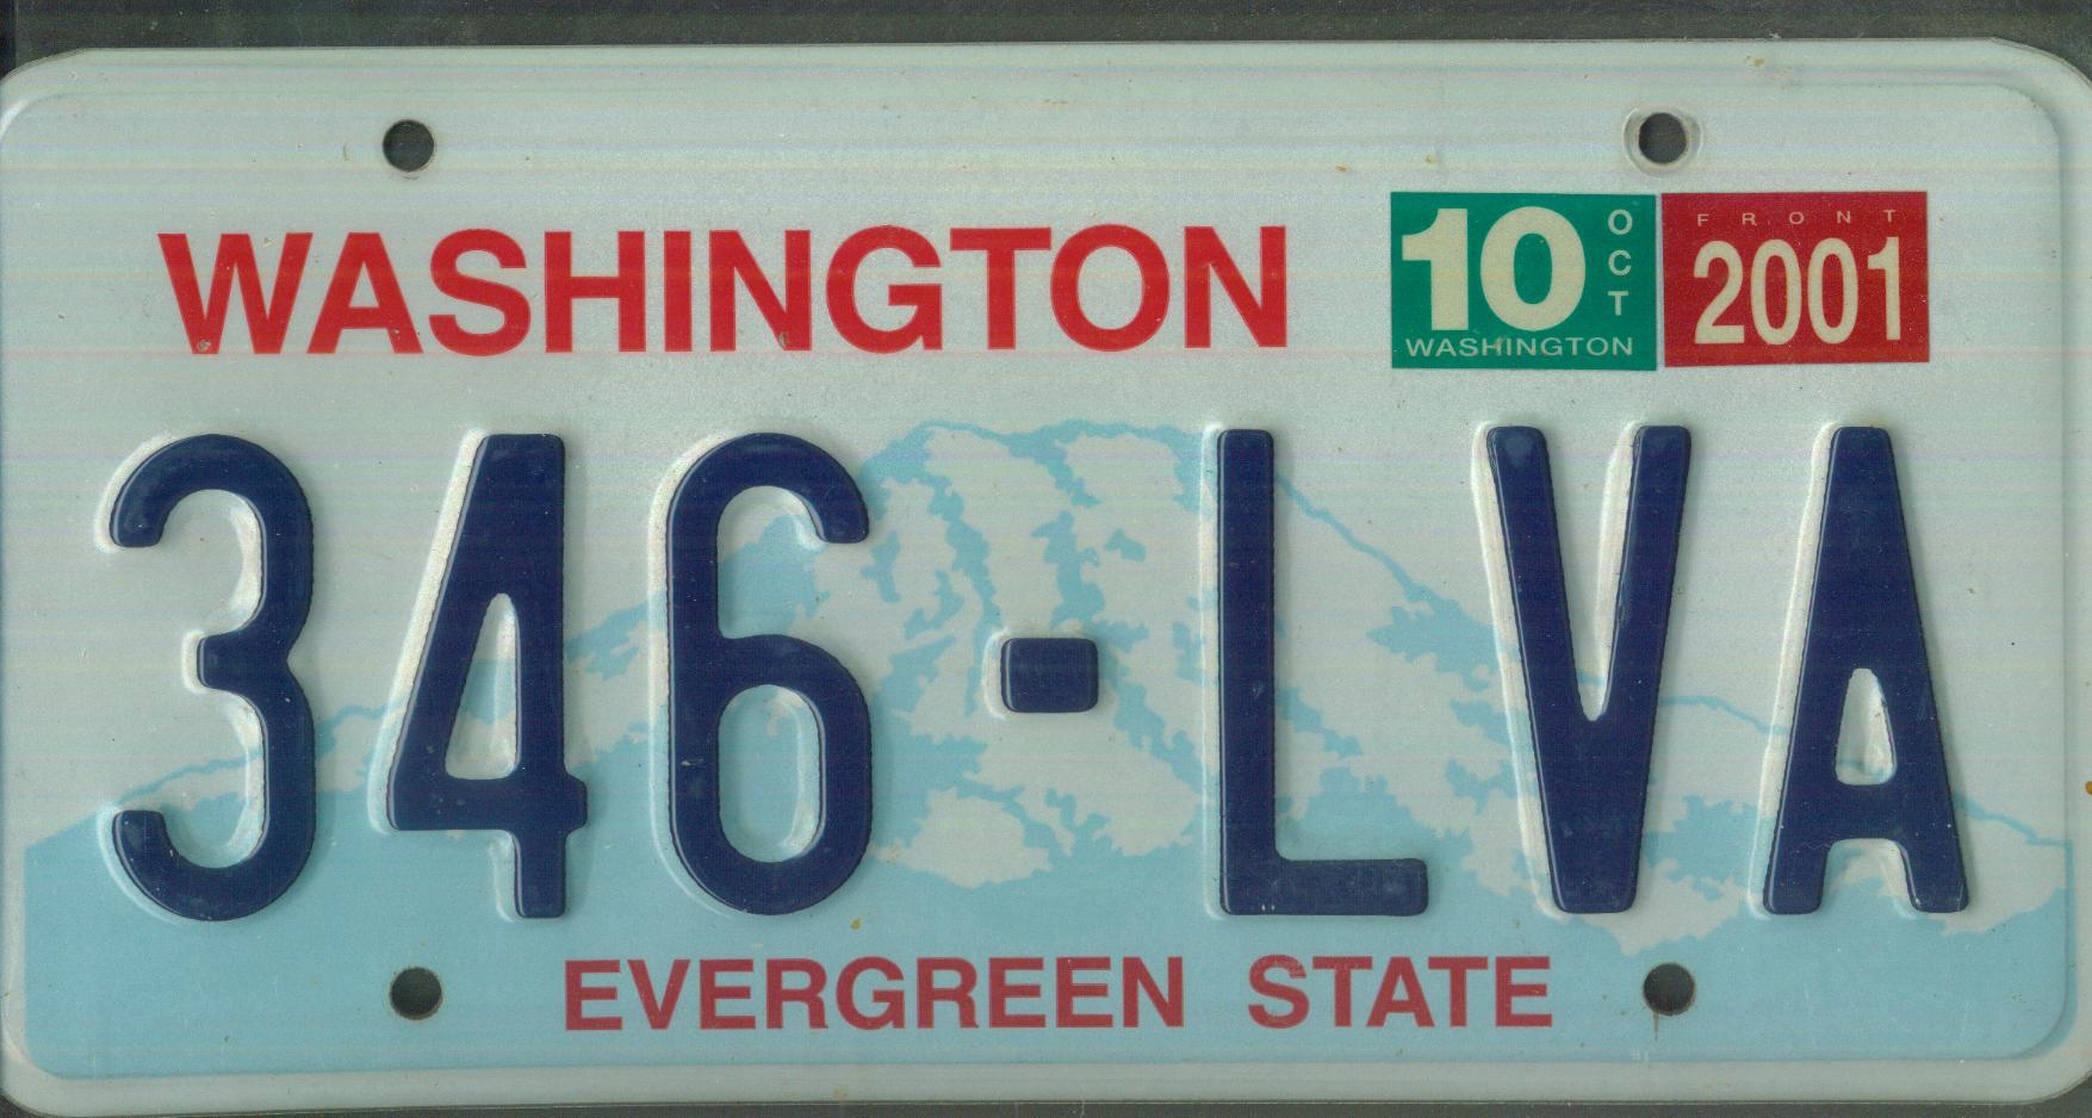 WASHINGTON
10 OCT
WASHINGTON
FRONT
2001
346-LVA
EVERGREEN STATE